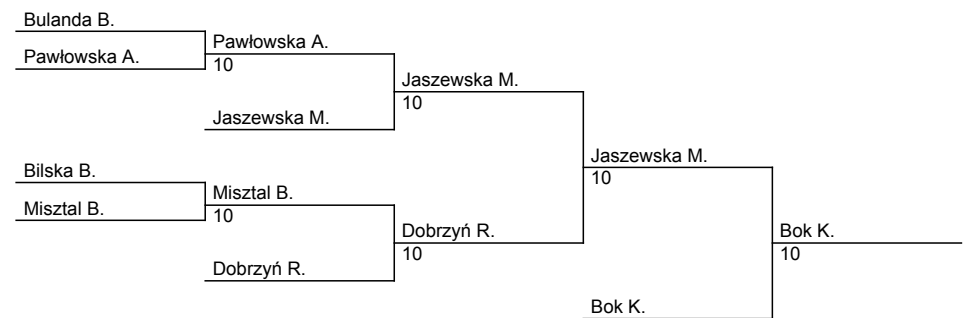 Bulanda B.
Pawłowska A.
Pawłowska A.
10
Jaszewska M.
Jaszewska M.
10
Bilska B.
Misztal B.
Misztal B.
10
Dobrzyń R.
Dobrzyń R.
10
Jaszewska M.
10
Bok K.
Bok K.
10